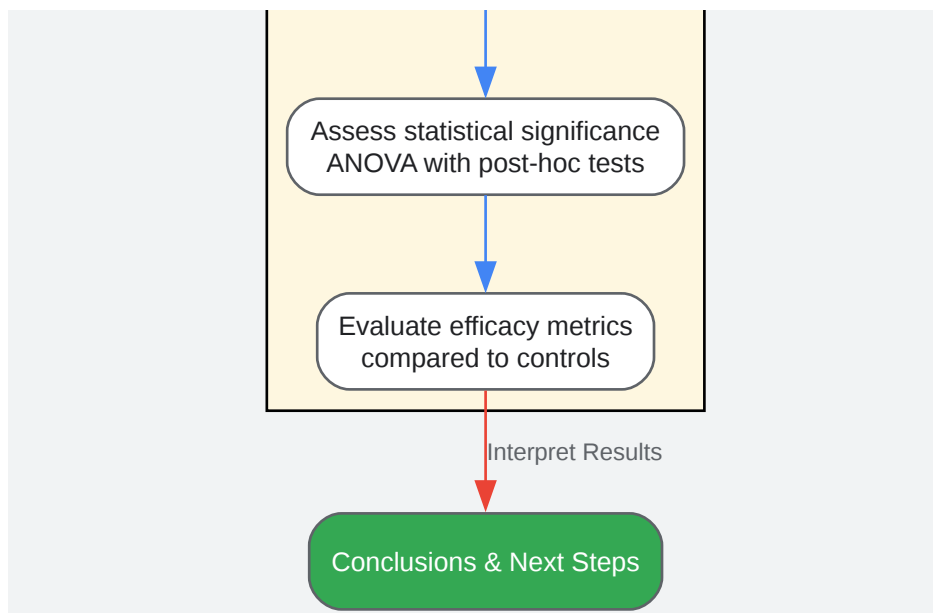 Assess statistical significance
ANOVA with post-hoc tests
Evaluate efficacy metrics
compared to controls
Interpret Results
Conclusions & Next Steps